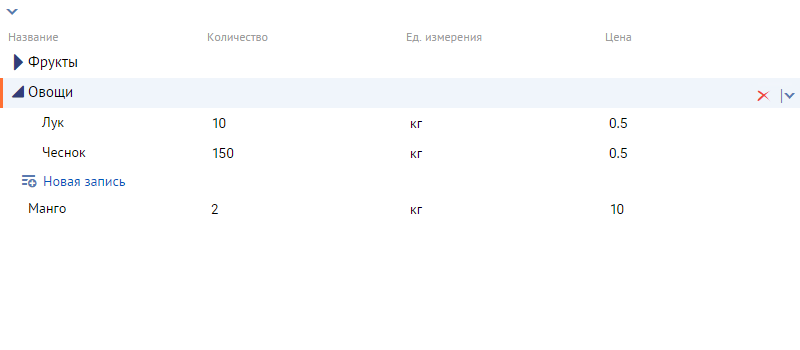 Название Количество Ед. измерения Цена
Фрукты
Овощи
Лук 10 кг 0.5
Чеснок 150 кг 0.5
Новая запись
Манго 2 кг 10